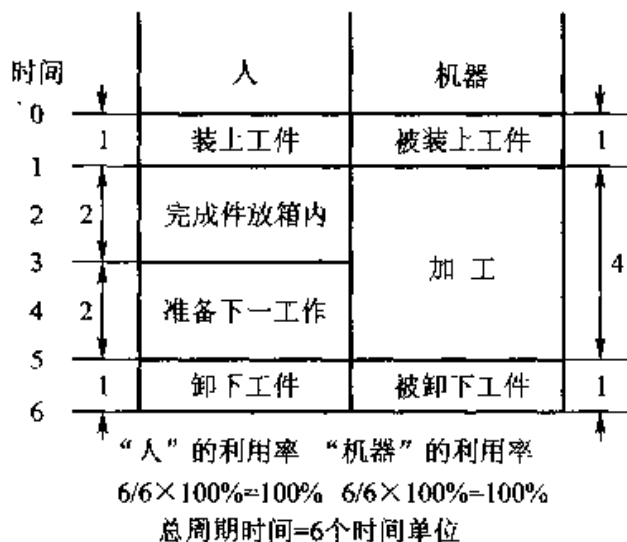 时间 人 机器
0
1 装上工件 被装上工件 1
1
2 2 完成件放箱内
3 加工 4
4 2 准备下一工作
5
1 卸下工件 被卸下工件 1
6
“人”的利用率 “机器”的利用率
6/6×100%=100% 6/6×100%=100%
总周期时间=6个时间单位